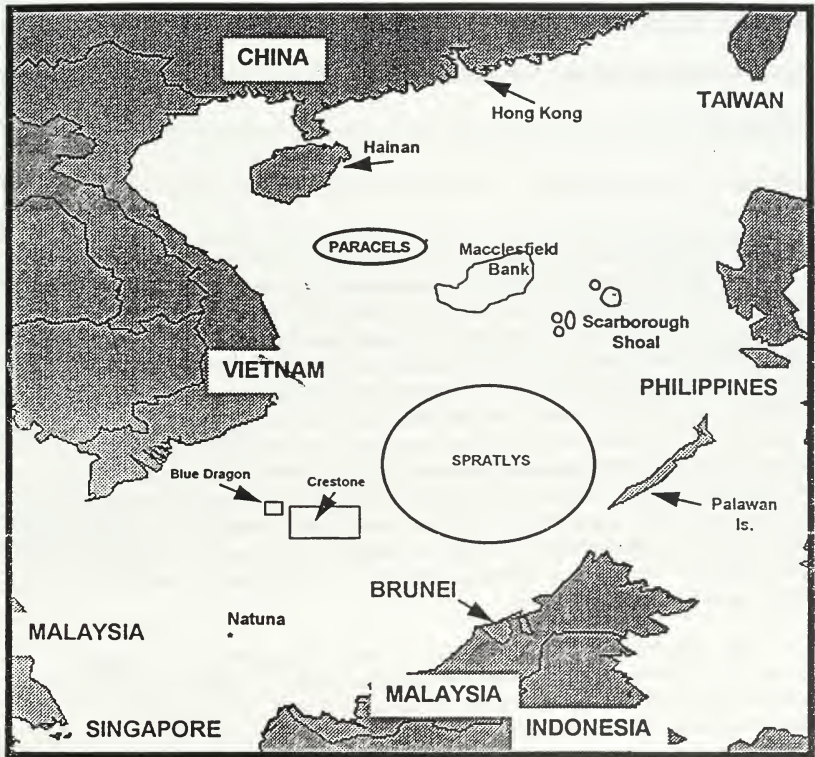 CHINA
TAIWAN
Hong Kong
Hainan
PARACELS
Macclesfield
Bank
Scarborough
Shoal
VIETNAM
PHILIPPINES
SPRATLYS
Blue Dragon
Crestone
Palawan
Is.
BRUNEI
Natuna
MALAYSIA
MALAYSIA
SINGAPORE
INDONESIA